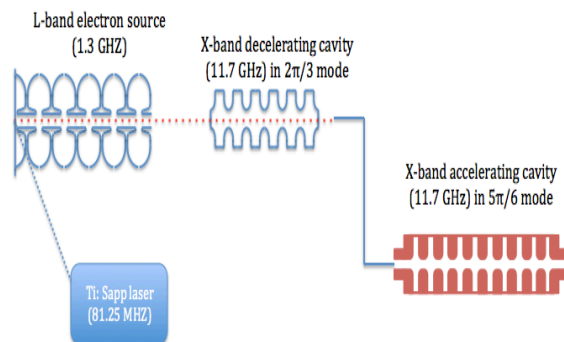 L-band electron source
(1.3 GHZ)
X-band decelerating cavity
(11.7 GHz) in 2π/3 mode
X-band accelerating cavity
(11.7 GHz) in 5π/6 mode
Ti: Sapp laser
(81.25 MHZ)